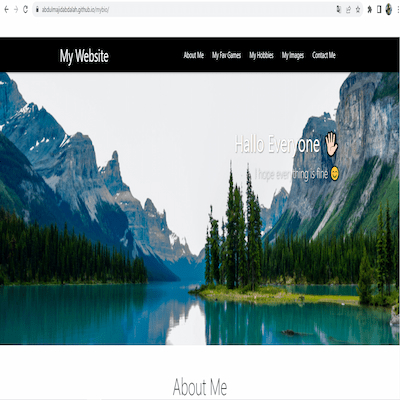 abdulmajidabdalah.github.io/mybio/
My Website
About Me
My Fav Games
My Hobbies
My Images
Contact Me
Hallo Everyone 🖐🏻
I hope everything is fine 😊
About Me